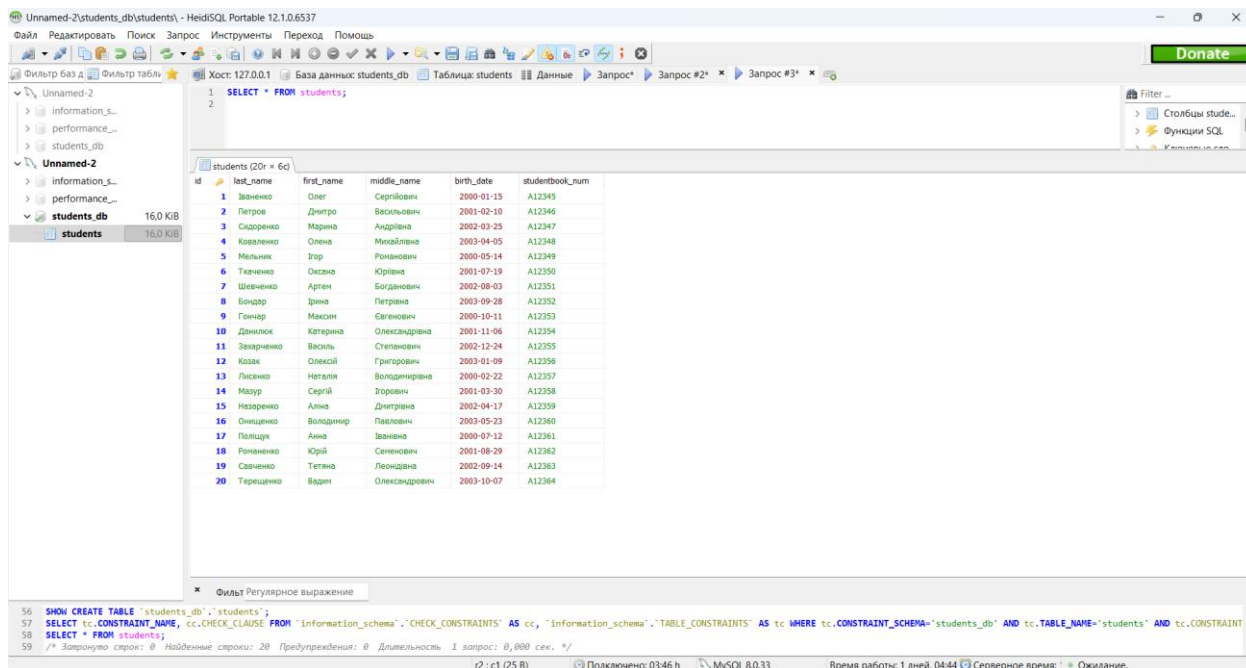 Unnamed-2\students_db\students\ - HeidiSQL Portable 12.1.0.6537
Файл Редактировать Поиск Запрос Инструменты Переход Помощь
Donate
Фильтр баз д Фильтр табли Хост: 127.0.0.1 База данных: students_db Таблица: students Данные Запрос* Запрос #2* Запрос #3*
Unnamed-2
information_s...
performance_...
students_db
Unnamed-2
information_s...
performance_...
students_db 16,0 KiB
students 16,0 KiB
1 SELECT * FROM students;
2
Filter ...
Столбцы stude...
Функции SQL
Ключевые сло
students (20r × 6c)
id last_name first_name middle_name birth_date studentbook_num
1 Іваненко Олег Сергійович 2000-01-15 A12345
2 Петров Дмитро Васильович 2001-02-10 A12346
3 Сидоренко Марина Андріївна 2002-03-25 A12347
4 Коваленко Олена Михайлівна 2003-04-05 A12348
5 Мельник Ігор Романович 2000-05-14 A12349
6 Ткаченко Оксана Юріївна 2001-07-19 A12350
7 Шевченко Артем Богданович 2002-08-03 A12351
8 Бондар Ірина Петрівна 2003-09-28 A12352
9 Гончар Максим Євгенович 2000-10-11 A12353
10 Данилюк Катерина Олександрівна 2001-11-06 A12354
11 Захарченко Василь Степанович 2002-12-24 A12355
12 Козак Олексій Григорович 2003-01-09 A12356
13 Лисенко Наталія Володимирівна 2000-02-22 A12357
14 Мазур Сергій Ігорович 2001-03-30 A12358
15 Назаренко Аліна Дмитрівна 2002-04-17 A12359
16 Онищенко Володимир Павлович 2003-05-23 A12360
17 Поліщук Анна Іванівна 2000-07-12 A12361
18 Романенко Юрій Семенович 2001-08-29 A12362
19 Савченко Тетяна Леонідівна 2002-09-14 A12363
20 Терещенко Вадим Олександрович 2003-10-07 A12364
Фильт Регулярное выражение
56 SHOW CREATE TABLE `students_db`.`students`;
57 SELECT tc.CONSTRAINT_NAME, cc.CHECK_CLAUSE FROM `information_schema`.`CHECK_CONSTRAINTS` AS cc, `information_schema`.`TABLE_CONSTRAINTS` AS tc WHERE tc.CONSTRAINT_SCHEMA='students_db' AND tc.TABLE_NAME='students' AND tc.CONSTRAINT
58 SELECT * FROM students;
59 /* Затронуто строк: 0 Найденные строки: 20 Предупреждения: 0 Длительность 1 запрос: 0,000 сек. */
r2 : c1 (25 B) Подключено: 03:46 h MySQL 8.0.33 Время работы: 1 дней, 04:44 Серверное время: Ожидание.